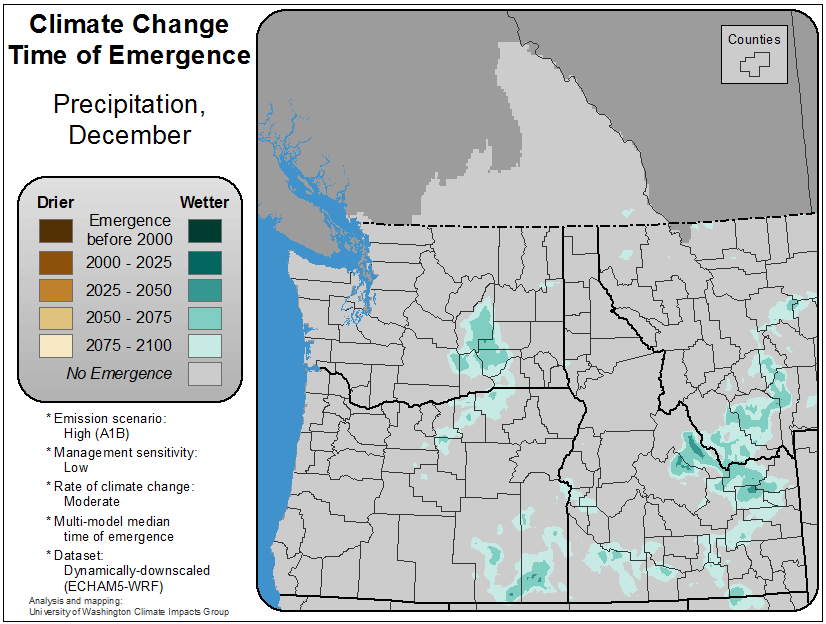 Climate Change
Time of Emergence
Precipitation,
December
Drier
Wetter
Emergence
before 2000
2000 - 2025
2025 - 2050
2050 - 2075
2075 - 2100
No Emergence
* Emission scenario:
High (A1B)
* Management sensitivity:
Low
* Rate of climate change:
Moderate
* Multi-model median
time of emergence
* Dataset:
Dynamically-downscaled
(ECHAM5-WRF)
Analysis and mapping:
University of Washington Climate Impacts Group
Counties